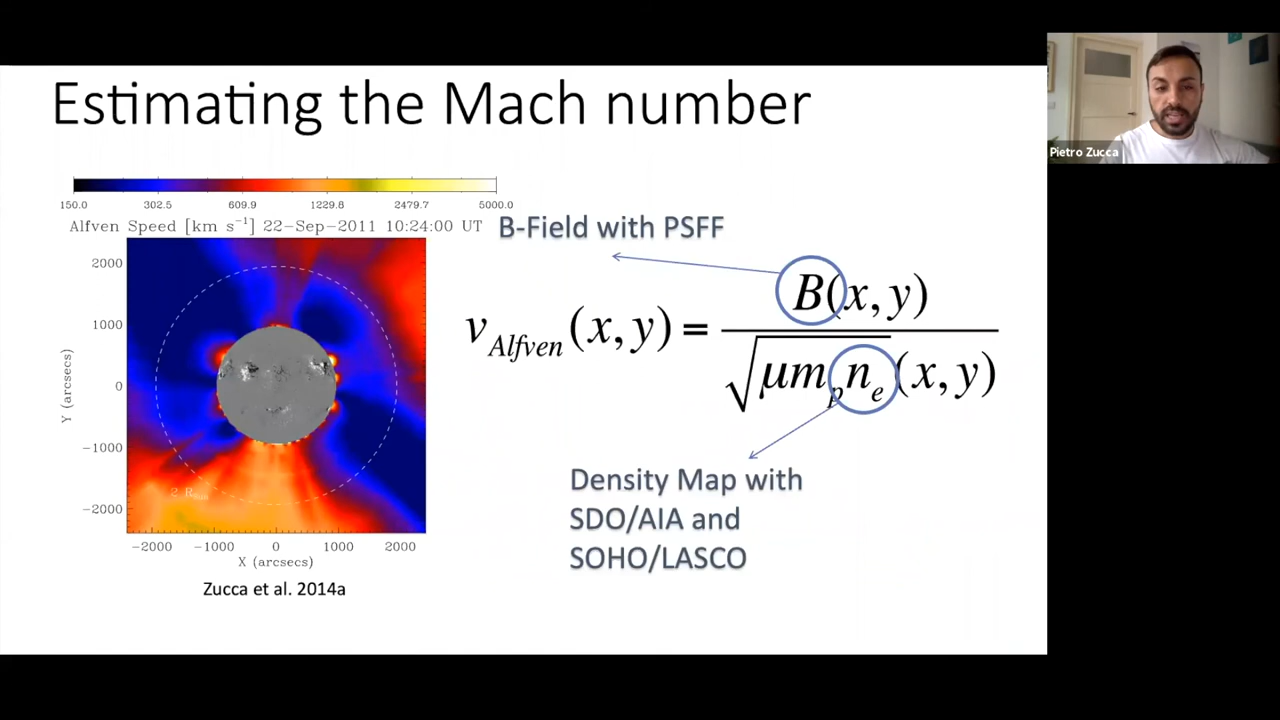 Estimating the Mach number
Pietro Zucca
150.0 302.5 609.9 1229.8 2479.7 5000.0
Alfven Speed [km s⁻¹] 22-Sep-2011 10:24:00 UT
B-Field with PSFF
2000
1000
0
−1000
−2000
Y (arcsecs)
2 R_sun
−2000 −1000 0 1000 2000
X (arcsecs)
Zucca et al. 2014a
v_Alfven(x, y) = B(x, y) / √(μm_p n_e)(x, y)
Density Map with
SDO/AIA and
SOHO/LASCO